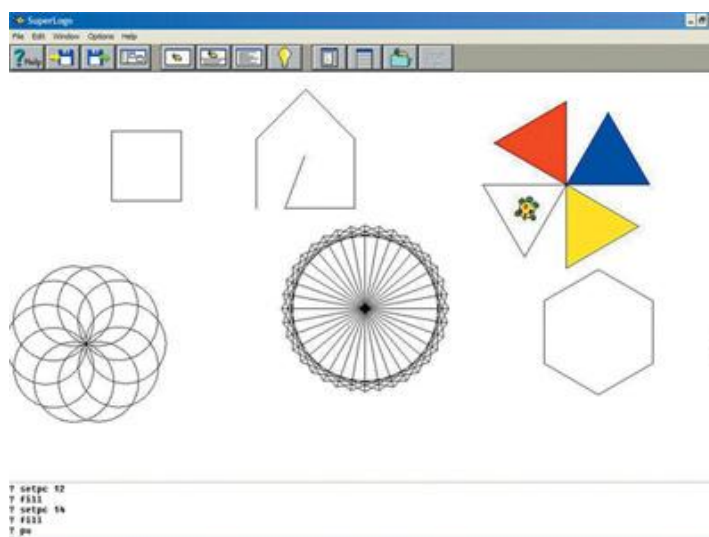 SuperLogo
File Edit Window Options Help
Help
? setpc 12
? fill
? setpc 14
? fill
? pu